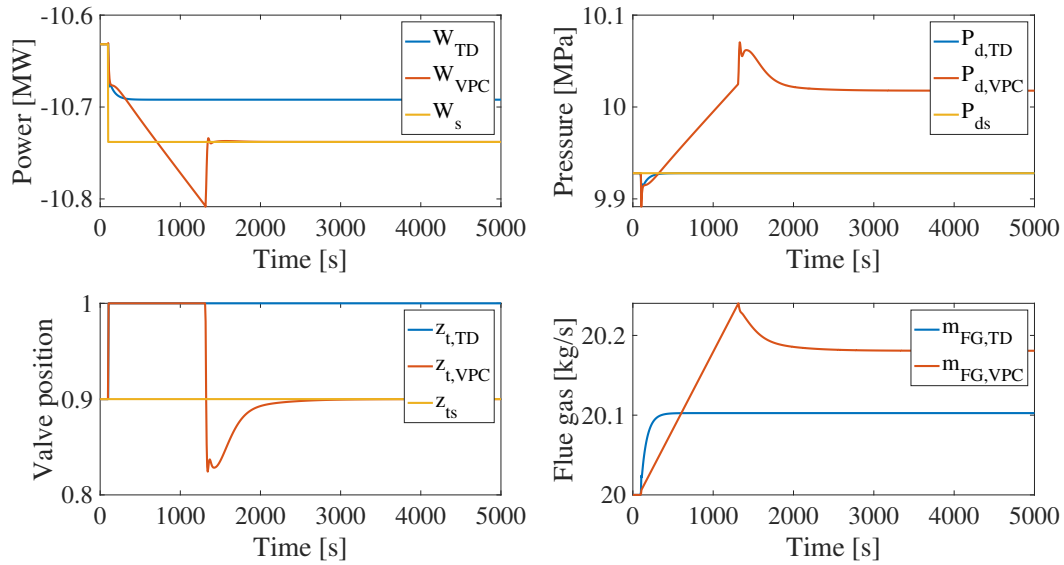 -10.6
-10.7
-10.8
Power [MW]
W_TD
W_VPC
W_s
0 1000 2000 3000 4000 5000
Time [s]
10.1
10
9.9
Pressure [MPa]
P_d,TD
P_d,VPC
P_ds
0 1000 2000 3000 4000 5000
Time [s]
1
0.9
0.8
Valve position
z_t,TD
z_t,VPC
z_ts
0 1000 2000 3000 4000 5000
Time [s]
20.2
20.1
20
Flue gas [kg/s]
m_FG,TD
m_FG,VPC
0 1000 2000 3000 4000 5000
Time [s]